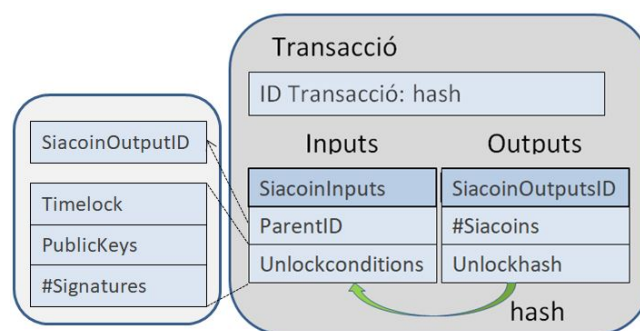 Transacció
ID Transacció: hash
Inputs
Outputs
SiacoinInputs
SiacoinOutputsID
ParentID
#Siacoins
Unlockconditions
Unlockhash
hash
SiacoinOutputID
Timelock
PublicKeys
#Signatures